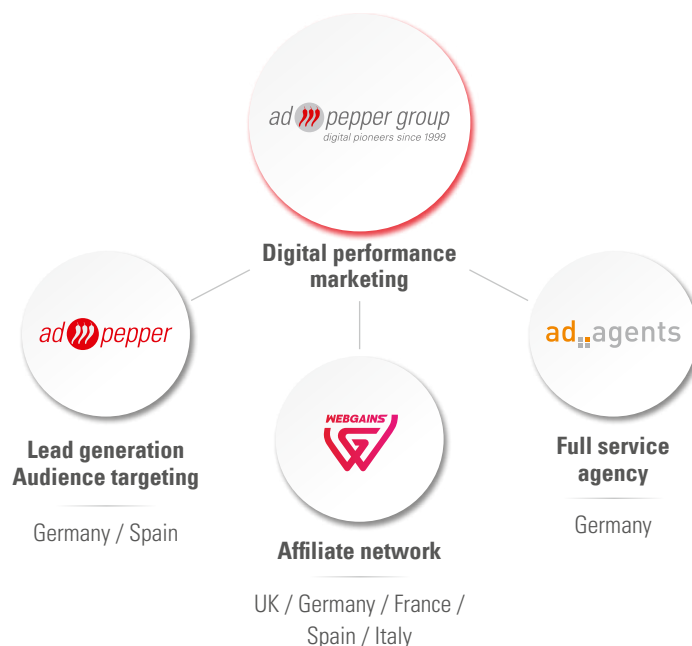 ad pepper group
digital pioneers since 1999
Digital performance
marketing
ad pepper
Lead generation
Audience targeting
Germany / Spain
WEBGAINS
Affiliate network
UK / Germany / France /
Spain / Italy
ad agents
Full service
agency
Germany